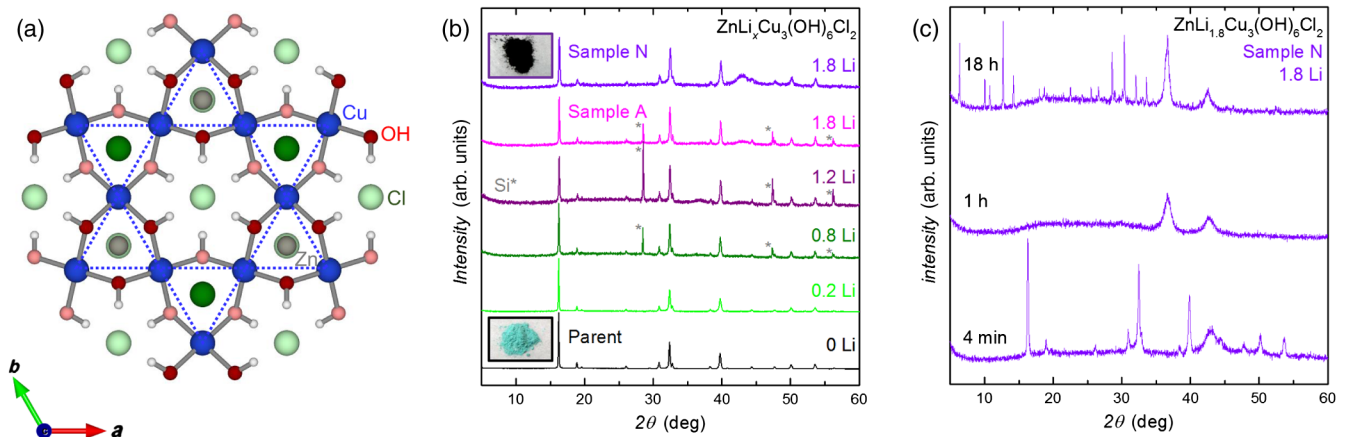 (a)
Cu
OH
Cl
Zn
b
a
(b)
ZnLiₓCu₃(OH)₆Cl₂
Sample N
1.8 Li
Sample A
1.8 Li
*
*
*
*
Si*
1.2 Li
*
*
0.8 Li
*
*
*
0.2 Li
Parent
0 Li
Intensity (arb. units)
10 20 30 40 50 60
2θ (deg)
(c)
ZnLi₁.₈Cu₃(OH)₆Cl₂
Sample N
1.8 Li
18 h
1 h
4 min
intensity (arb. units)
10 20 30 40 50 60
2θ (deg)